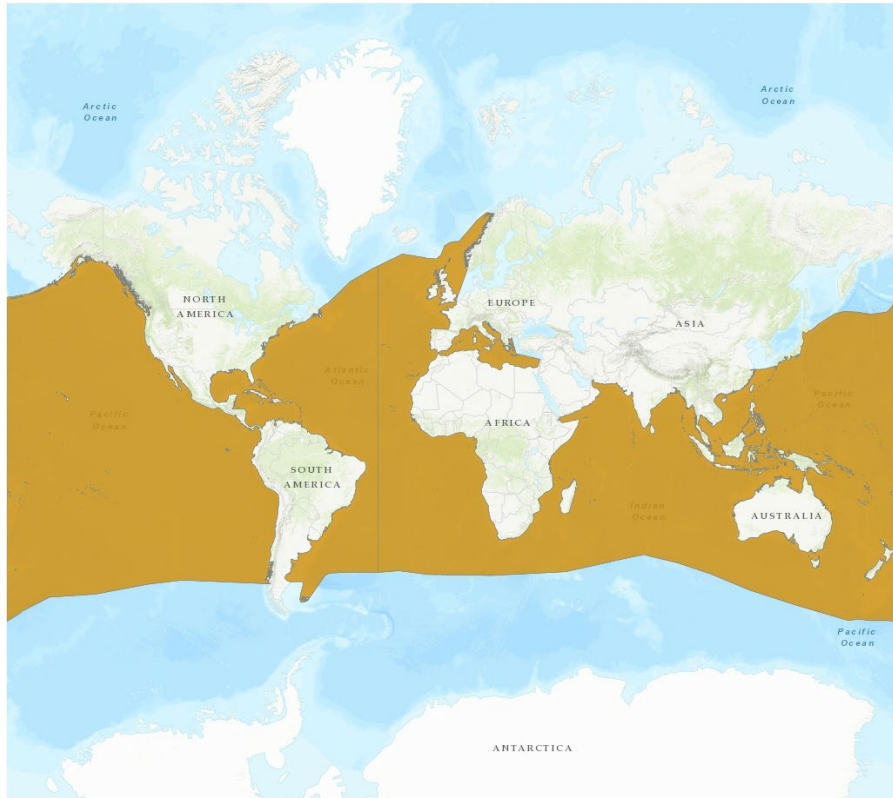 Arctic
Ocean
Arctic
Ocean
NORTH
AMERICA
EUROPE
ASIA
Atlantic
Ocean
Pacific
Ocean
Pacific
Ocean
AFRICA
SOUTH
AMERICA
Indian
Ocean
AUSTRALIA
Pacific
Ocean
ANTARCTICA